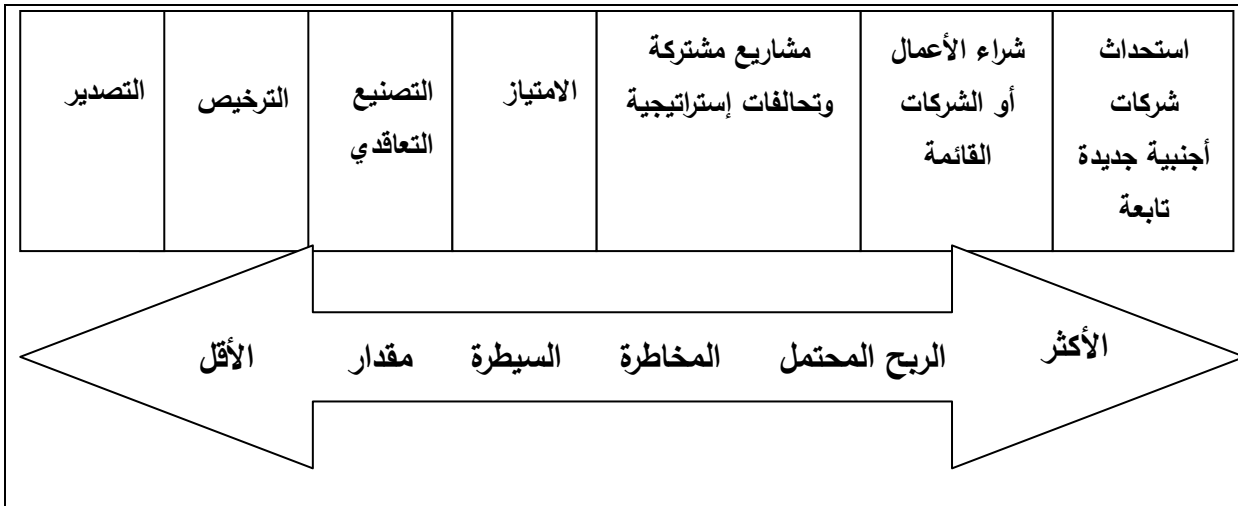 استحداث
شركات
أجنبية جديدة
تابعة
شراء الأعمال
أو الشركات
القائمة
مشاريع مشتركة
وتحالفات إستراتيجية
الامتياز
التصنيع
التعاقدي
الترخيص
التصدير
الأكثر
الربح المحتمل المخاطرة السيطرة مقدار الأقل